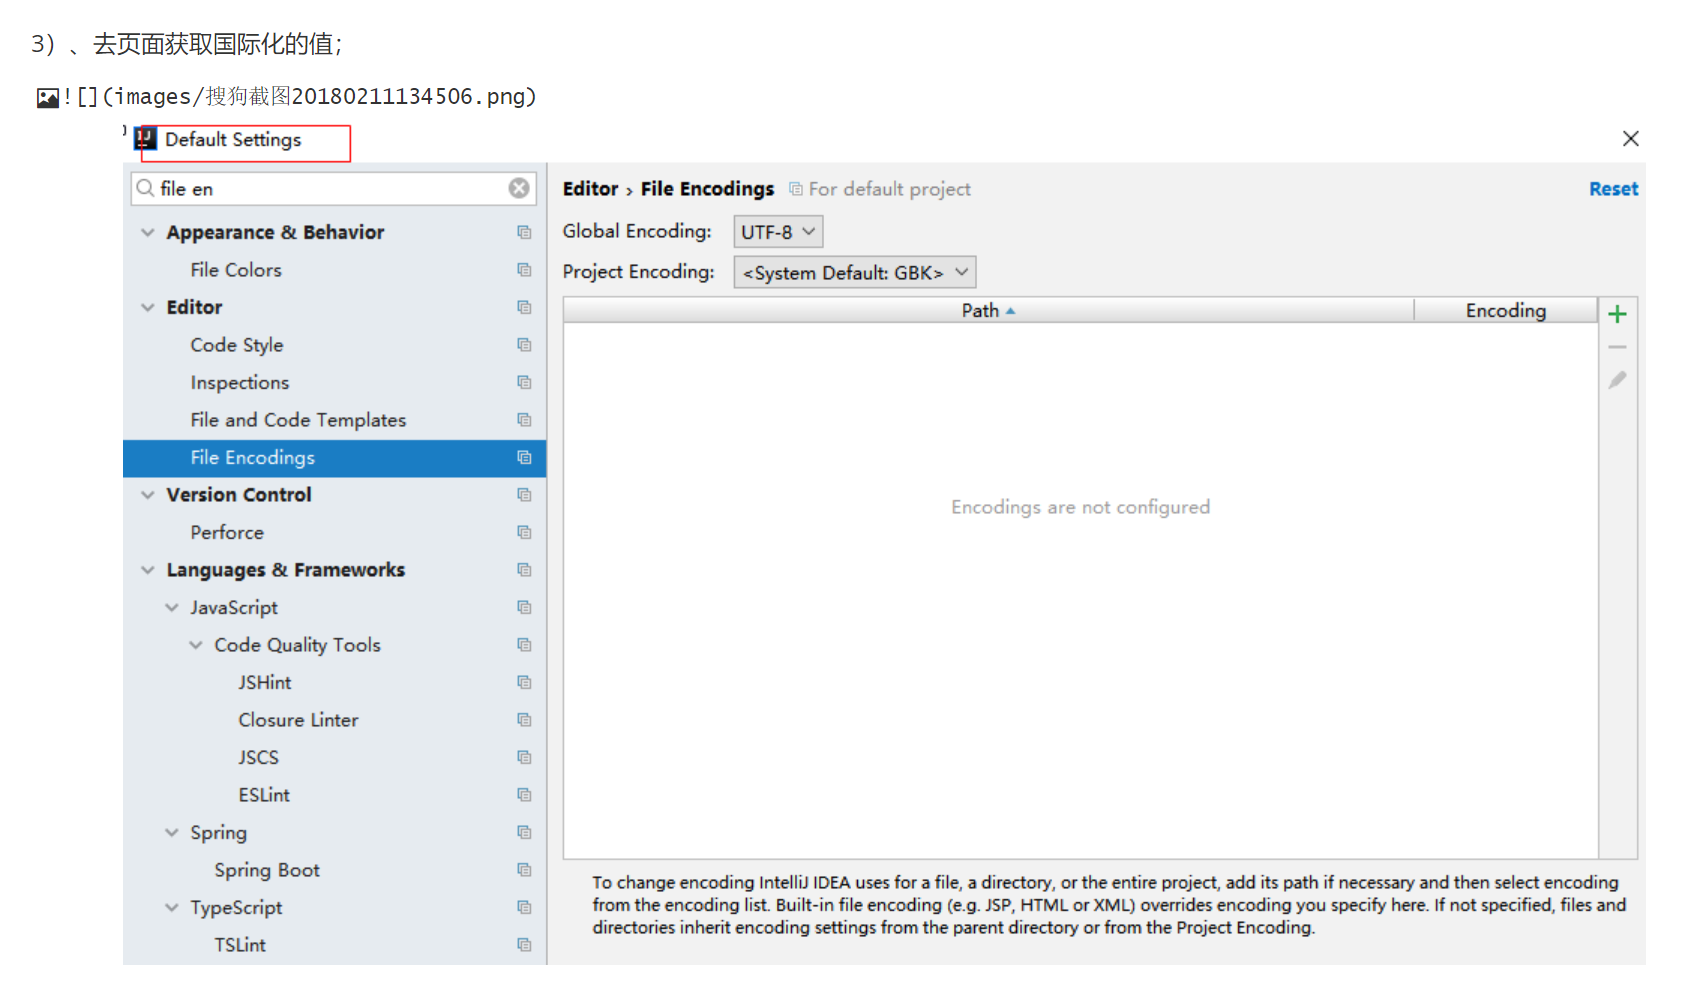 3）、去页面获取国际化的值；
![](images/搜狗截图20180211134506.png)
Default Settings
file en
Appearance & Behavior
File Colors
Editor
Code Style
Inspections
File and Code Templates
File Encodings
Version Control
Perforce
Languages & Frameworks
JavaScript
Code Quality Tools
JSHint
Closure Linter
JSCS
ESLint
Spring
Spring Boot
TypeScript
TSLint
Editor › File Encodings For default project Reset
Global Encoding: UTF-8
Project Encoding: <System Default: GBK>
Path Encoding
Encodings are not configured
To change encoding IntelliJ IDEA uses for a file, a directory, or the entire project, add its path if necessary and then select encoding
from the encoding list. Built-in file encoding (e.g. JSP, HTML or XML) overrides encoding you specify here. If not specified, files and
directories inherit encoding settings from the parent directory or from the Project Encoding.